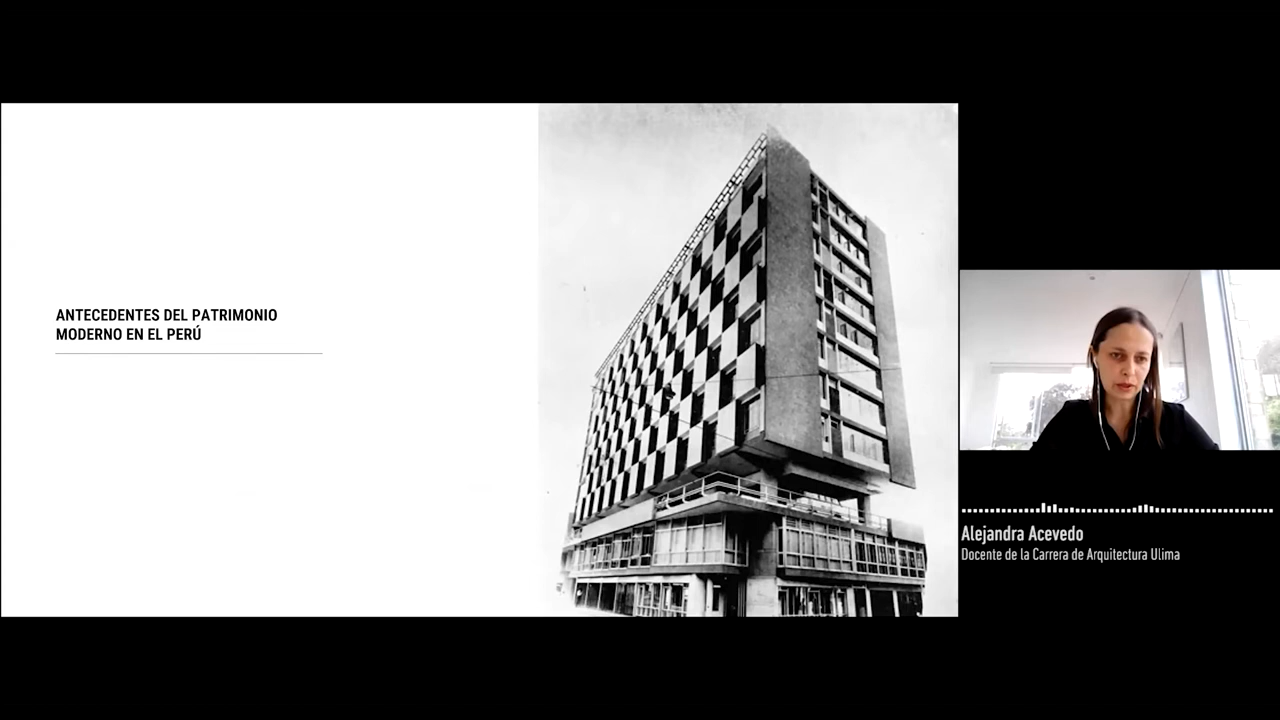 ANTECEDENTES DEL PATRIMONIO
MODERNO EN EL PERÚ
Alejandra Acevedo
Docente de la Carrera de Arquitectura Ulima